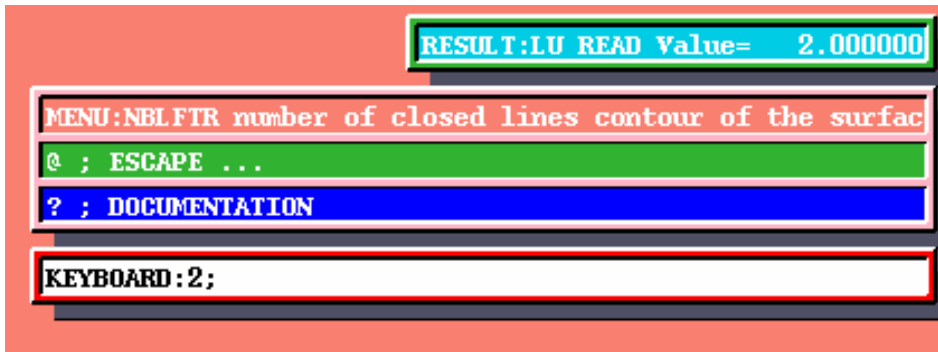 RESULT:LU READ Value= 2.000000
MENU:NBLFTR number of closed lines contour of the surfac
@ ; ESCAPE ...
? ; DOCUMENTATION
KEYBOARD:2;